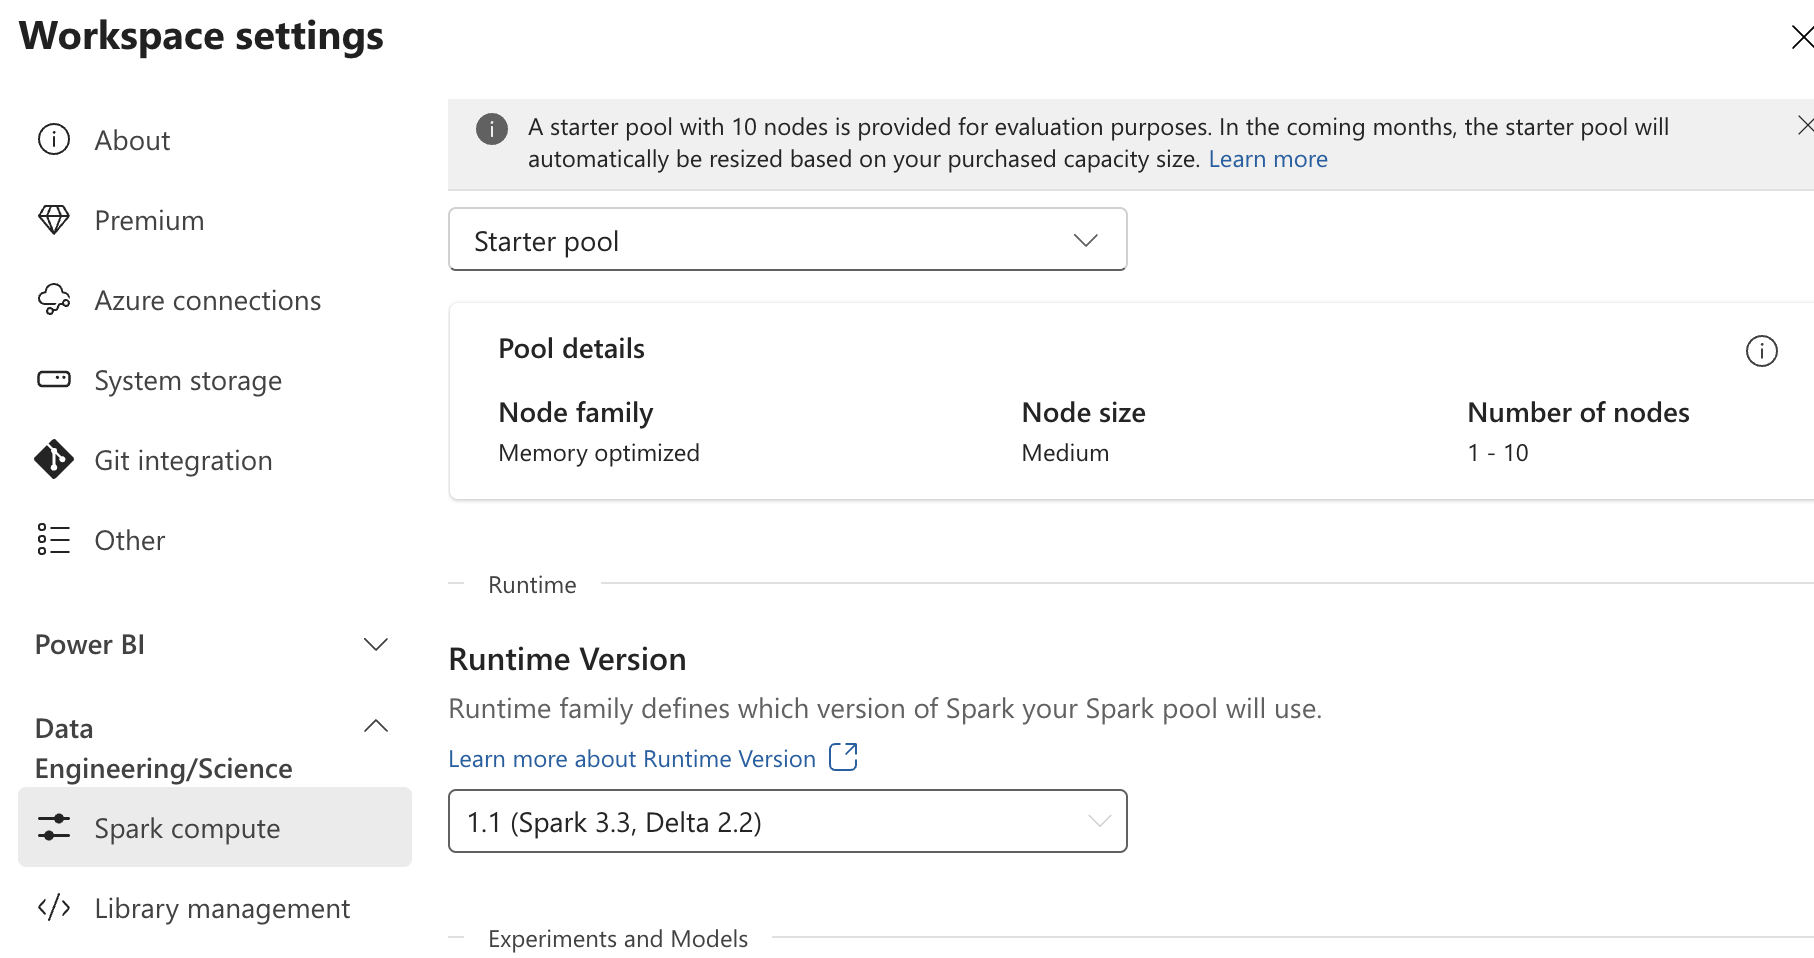 Workspace settings
About
Premium
Azure connections
System storage
Git integration
Other
Power BI
Data
Engineering/Science
Spark compute
Library management
A starter pool with 10 nodes is provided for evaluation purposes. In the coming months, the starter pool will
automatically be resized based on your purchased capacity size. Learn more
Starter pool
Pool details
Node family
Memory optimized
Node size
Medium
Number of nodes
1 - 10
Runtime
Runtime Version
Runtime family defines which version of Spark your Spark pool will use.
Learn more about Runtime Version
1.1 (Spark 3.3, Delta 2.2)
Experiments and Models